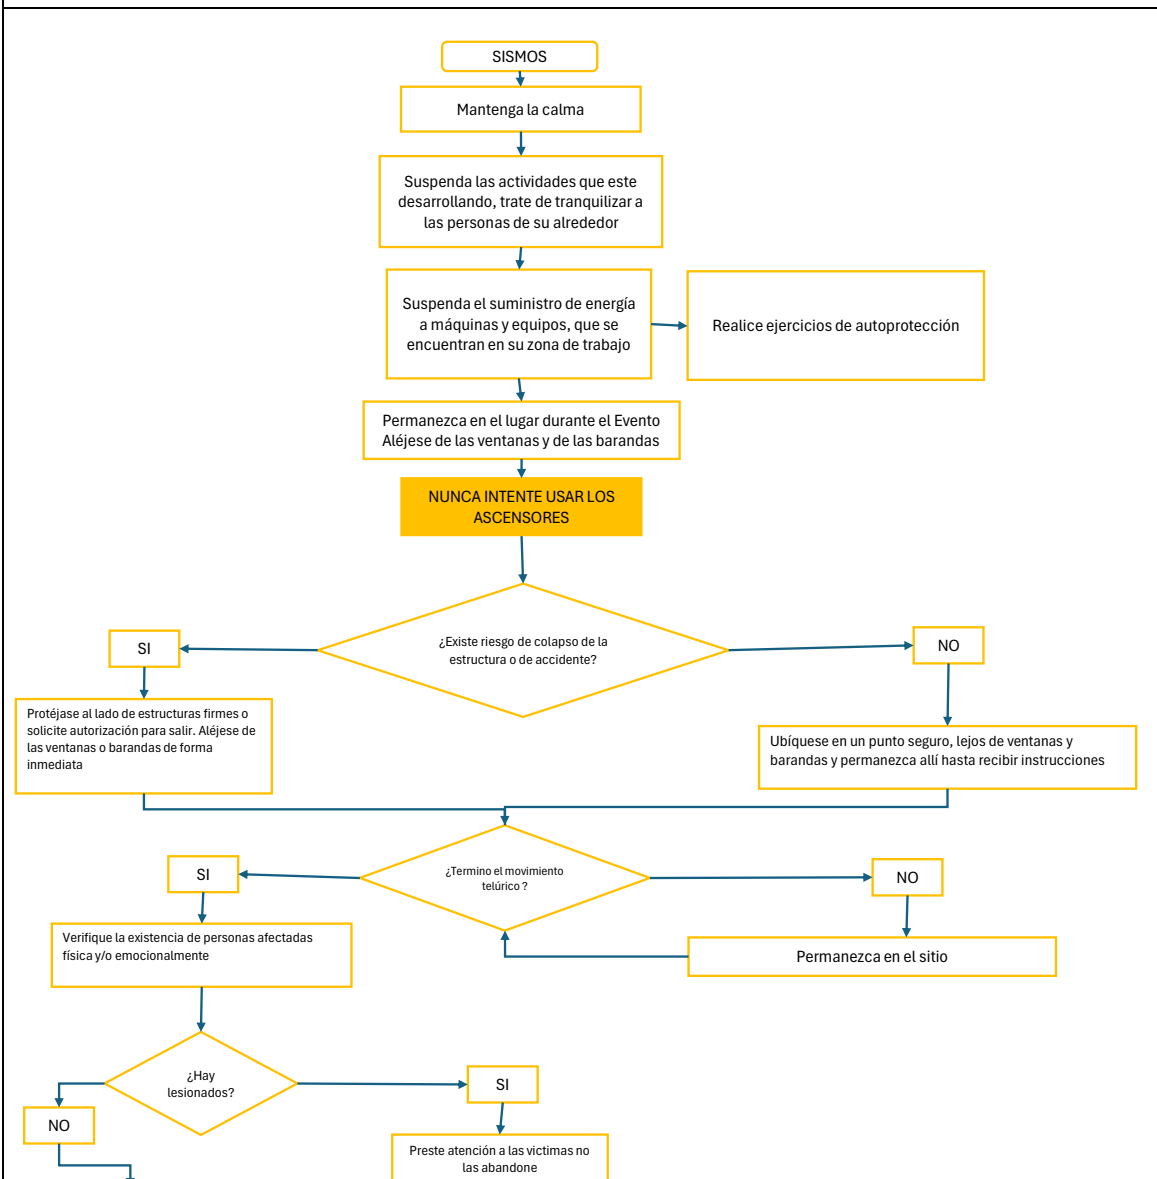 SISMOS
Mantenga la calma
Suspenda las actividades que este
desarrollando, trate de tranquilizar a
las personas de su alrededor
Suspenda el suministro de energía
a máquinas y equipos, que se
encuentran en su zona de trabajo
Realice ejercicios de autoprotección
Permanezca en el lugar durante el Evento
Aléjese de las ventanas y de las barandas
NUNCA INTENTE USAR LOS
ASCENSORES
¿Existe riesgo de colapso de la
estructura o de accidente?
SI
NO
Protéjase al lado de estructuras firmes o
solicite autorización para salir. Aléjese de
las ventanas o barandas de forma
inmediata
Ubíquese en un punto seguro, lejos de ventanas y
barandas y permanezca allí hasta recibir instrucciones
¿Termino el movimiento
telúrico ?
SI
NO
Verifique la existencia de personas afectadas
física y/o emocionalmente
Permanezca en el sitio
¿Hay
lesionados?
SI
NO
Preste atención a las victimas no
las abandone